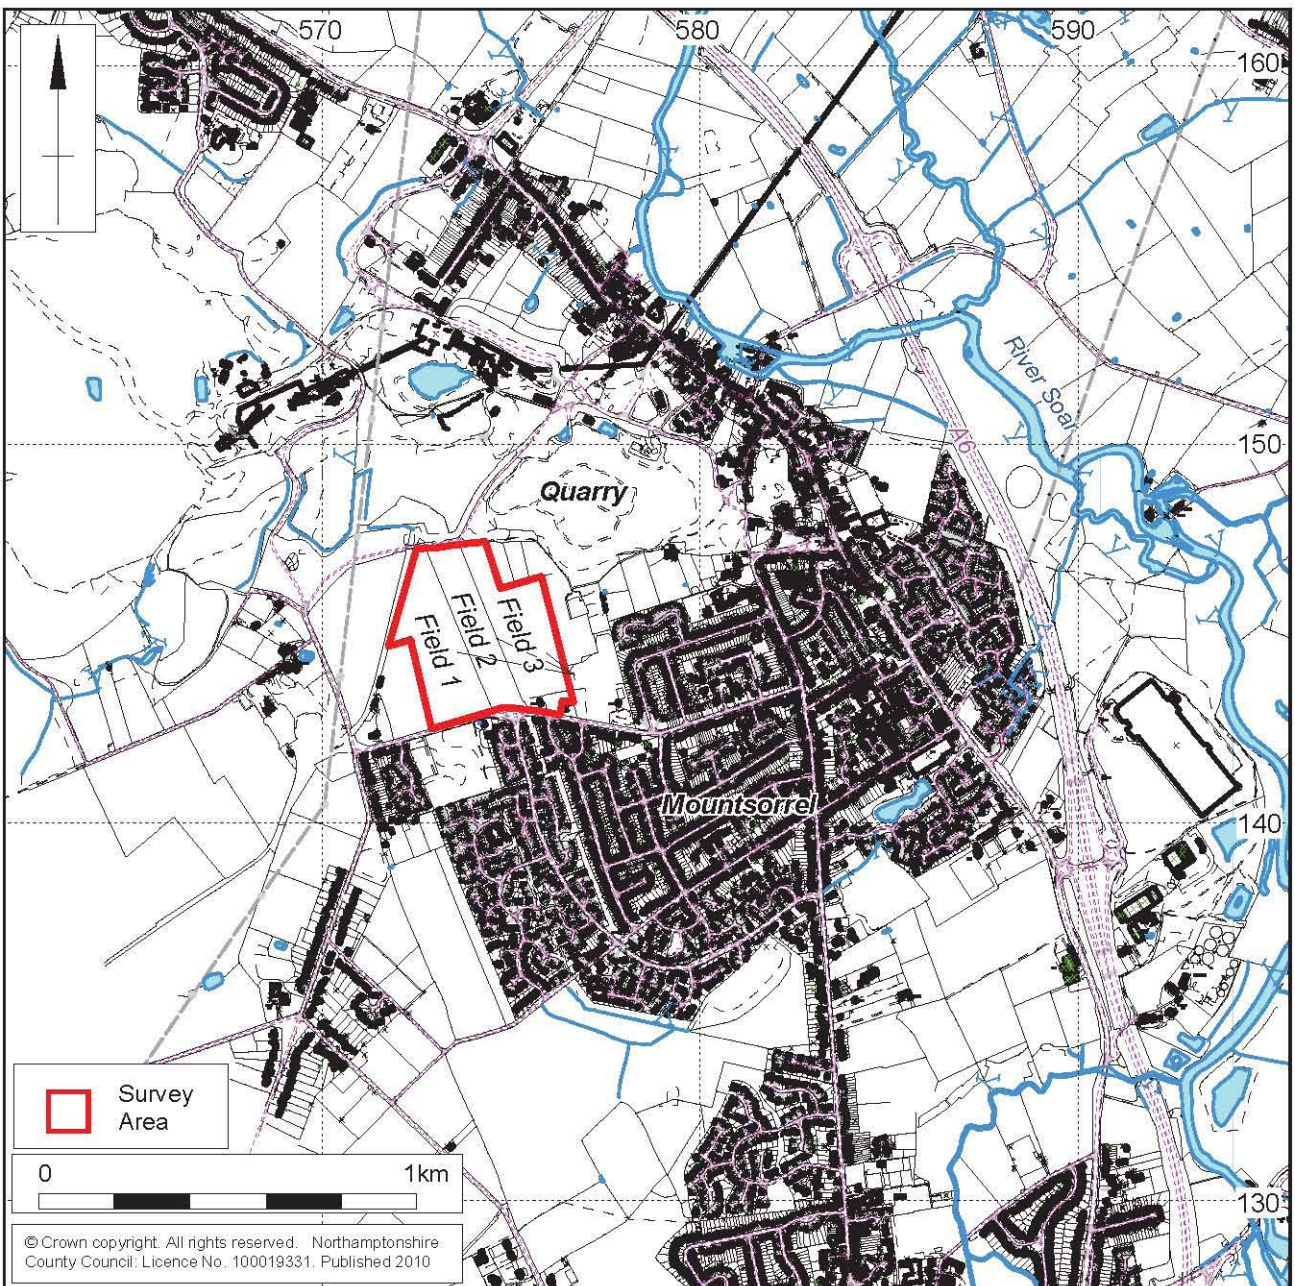 570
580
590
160
River Soar
A6
150
Quarry
Field 1
Field 2
Field 3
Mountsorrel
140
Survey
Area
0
1km
130
© Crown copyright. All rights reserved. Northamptonshire
County Council: Licence No. 100019331. Published 2010